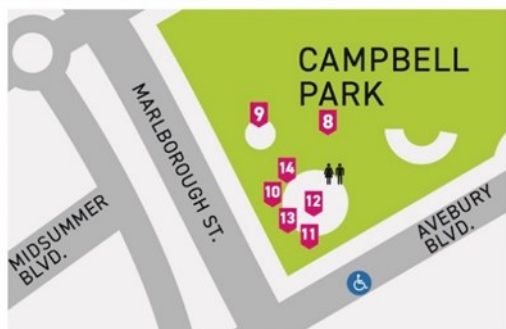 CAMPBELL
PARK
9
8
14
10
12
13
11
MARLBOROUGH ST.
MIDSUMMER
BLVD.
AVEBURY
BLVD.